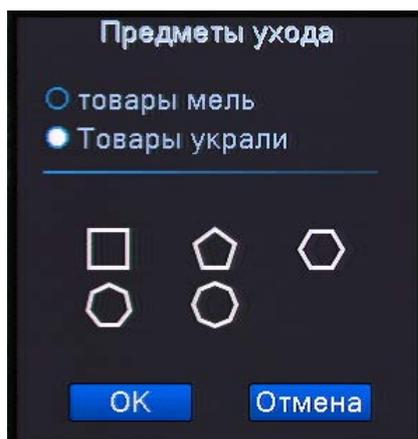 Предметы ухода
товары мель
Товары украли
OK
Отмена